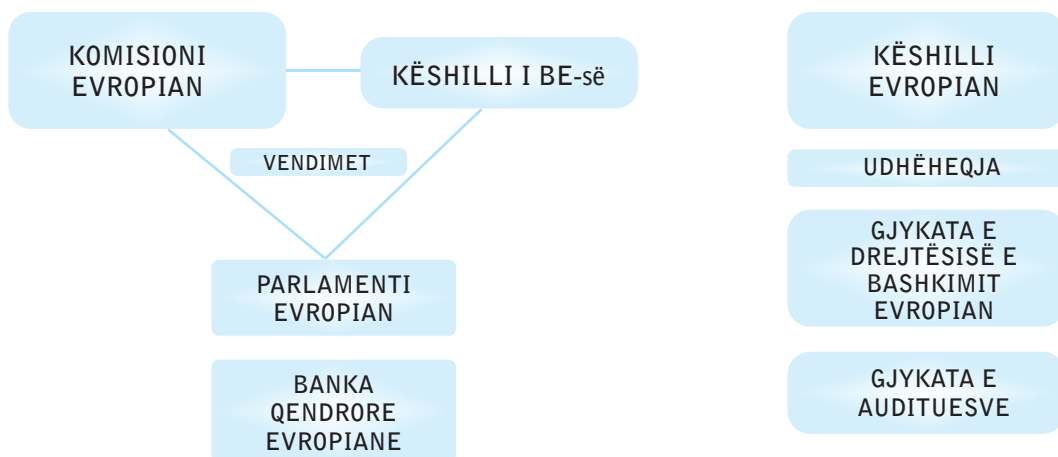 KOMISIONI
EVROPIAN
KËSHILLI I BE-së
VENDIMET
PARLAMENTI
EVROPIAN
BANKA
QENDRORE
EVROPIANE
KËSHILLI
EVROPIAN
UDHËHEQJA
GJYKATA E
DREJTËSISË E
BASHKIMIT
EVROPIAN
GJYKATA E
AUDITUESVE